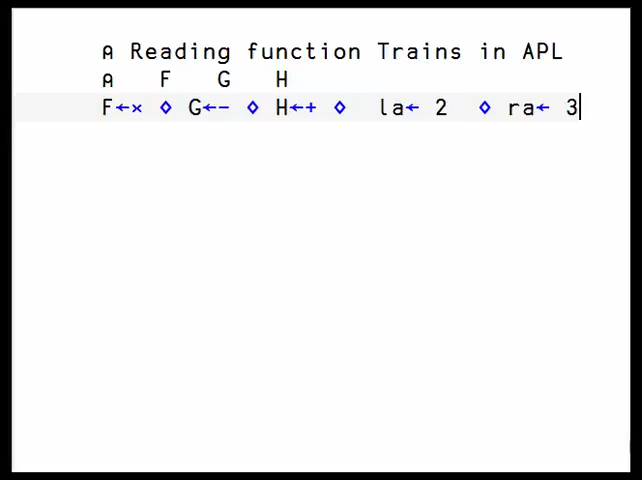 ⍝ Reading function Trains in APL
⍝   F   G   H
F←× ⋄ G←- ⋄ H←+ ⋄  la← 2  ⋄ ra← 3